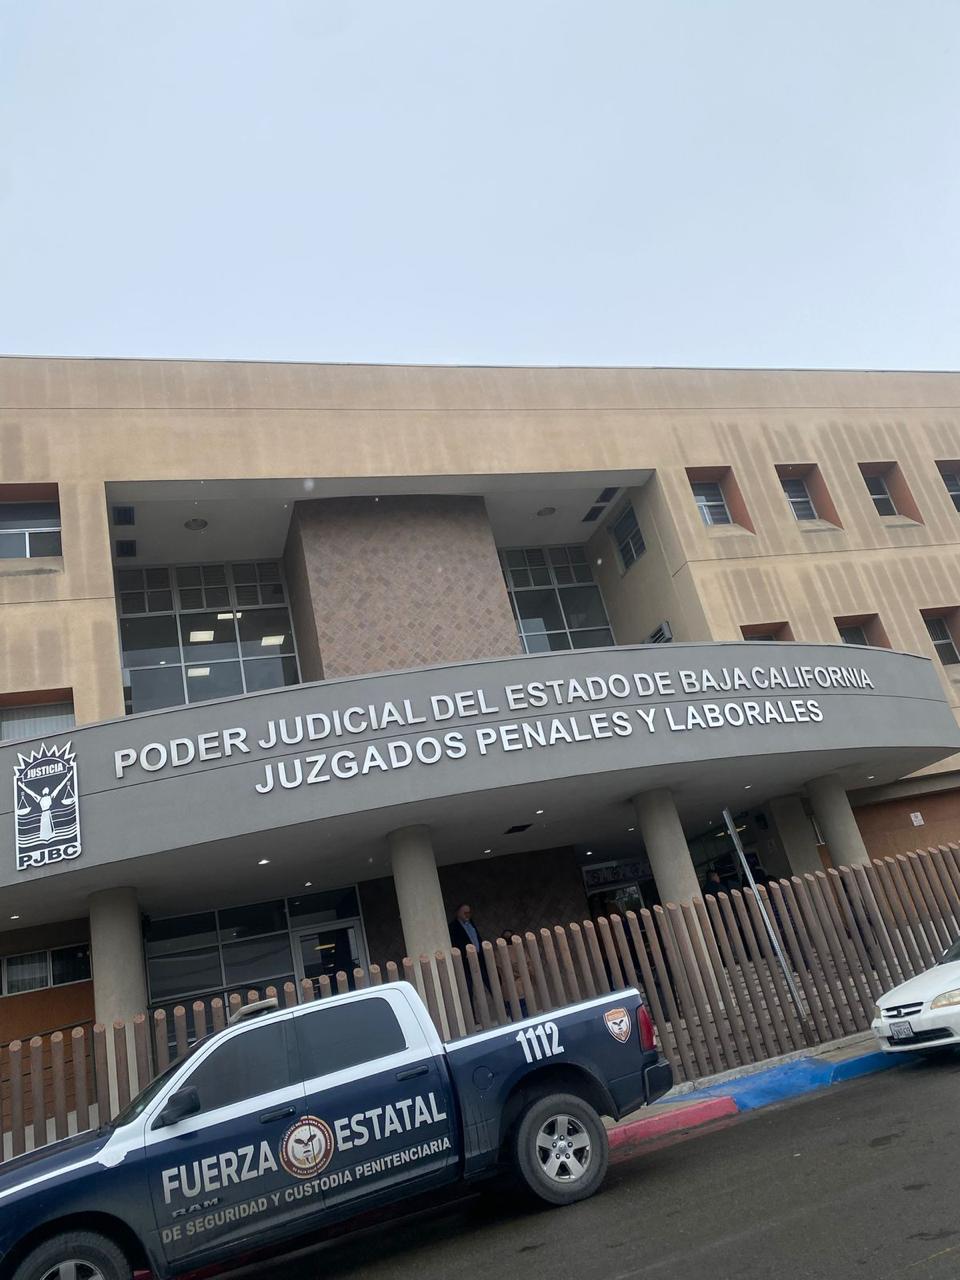 PODER JUDICIAL DEL ESTADO DE BAJA CALIFORNIA
JUZGADOS PENALES Y LABORALES
JUSTICIA
PJBC
1112
FUERZA ESTATAL
RAM
DE SEGURIDAD Y CUSTODIA PENITENCIARIA